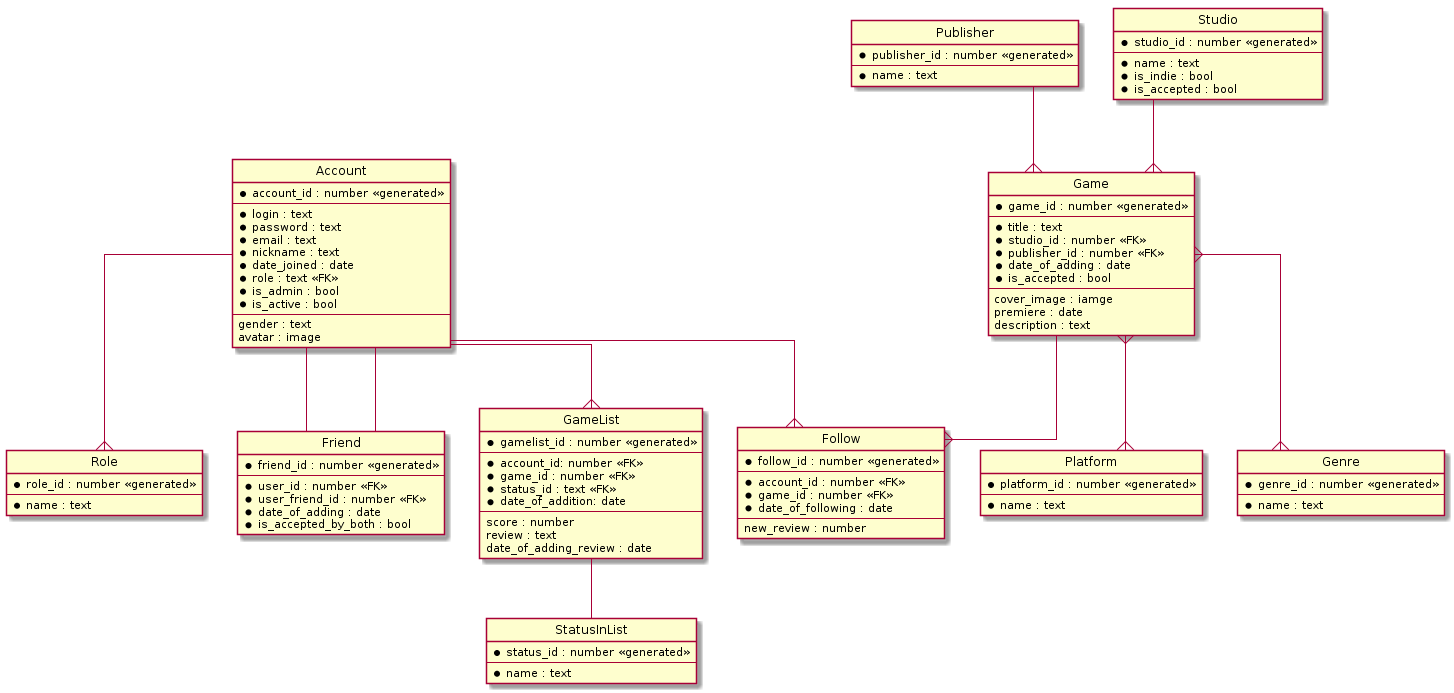 Publisher
publisher_id : number «generated»
name : text
Studio
studio_id : number «generated»
name : text
is_indie : bool
is_accepted : bool
Account
account_id : number «generated»
login : text
password : text
email : text
nickname : text
date_joined : date
role : text «FK»
is_admin : bool
is_active : bool
gender : text
avatar : image
Game
game_id : number «generated»
title : text
studio_id : number «FK»
publisher_id : number «FK»
date_of_adding : date
is_accepted : bool
cover_image : iamge
premiere : date
description : text
Role
role_id : number «generated»
name : text
Friend
friend_id : number «generated»
user_id : number «FK»
user_friend_id : number «FK»
date_of_adding : date
is_accepted_by_both : bool
GameList
gamelist_id : number «generated»
account_id: number «FK»
game_id : number «FK»
status_id : text «FK»
date_of_addition: date
score : number
review : text
date_of_adding_review : date
Follow
follow_id : number «generated»
account_id : number «FK»
game_id : number «FK»
date_of_following : date
new_review : number
Platform
platform_id : number «generated»
name : text
Genre
genre_id : number «generated»
name : text
StatusInList
status_id : number «generated»
name : text